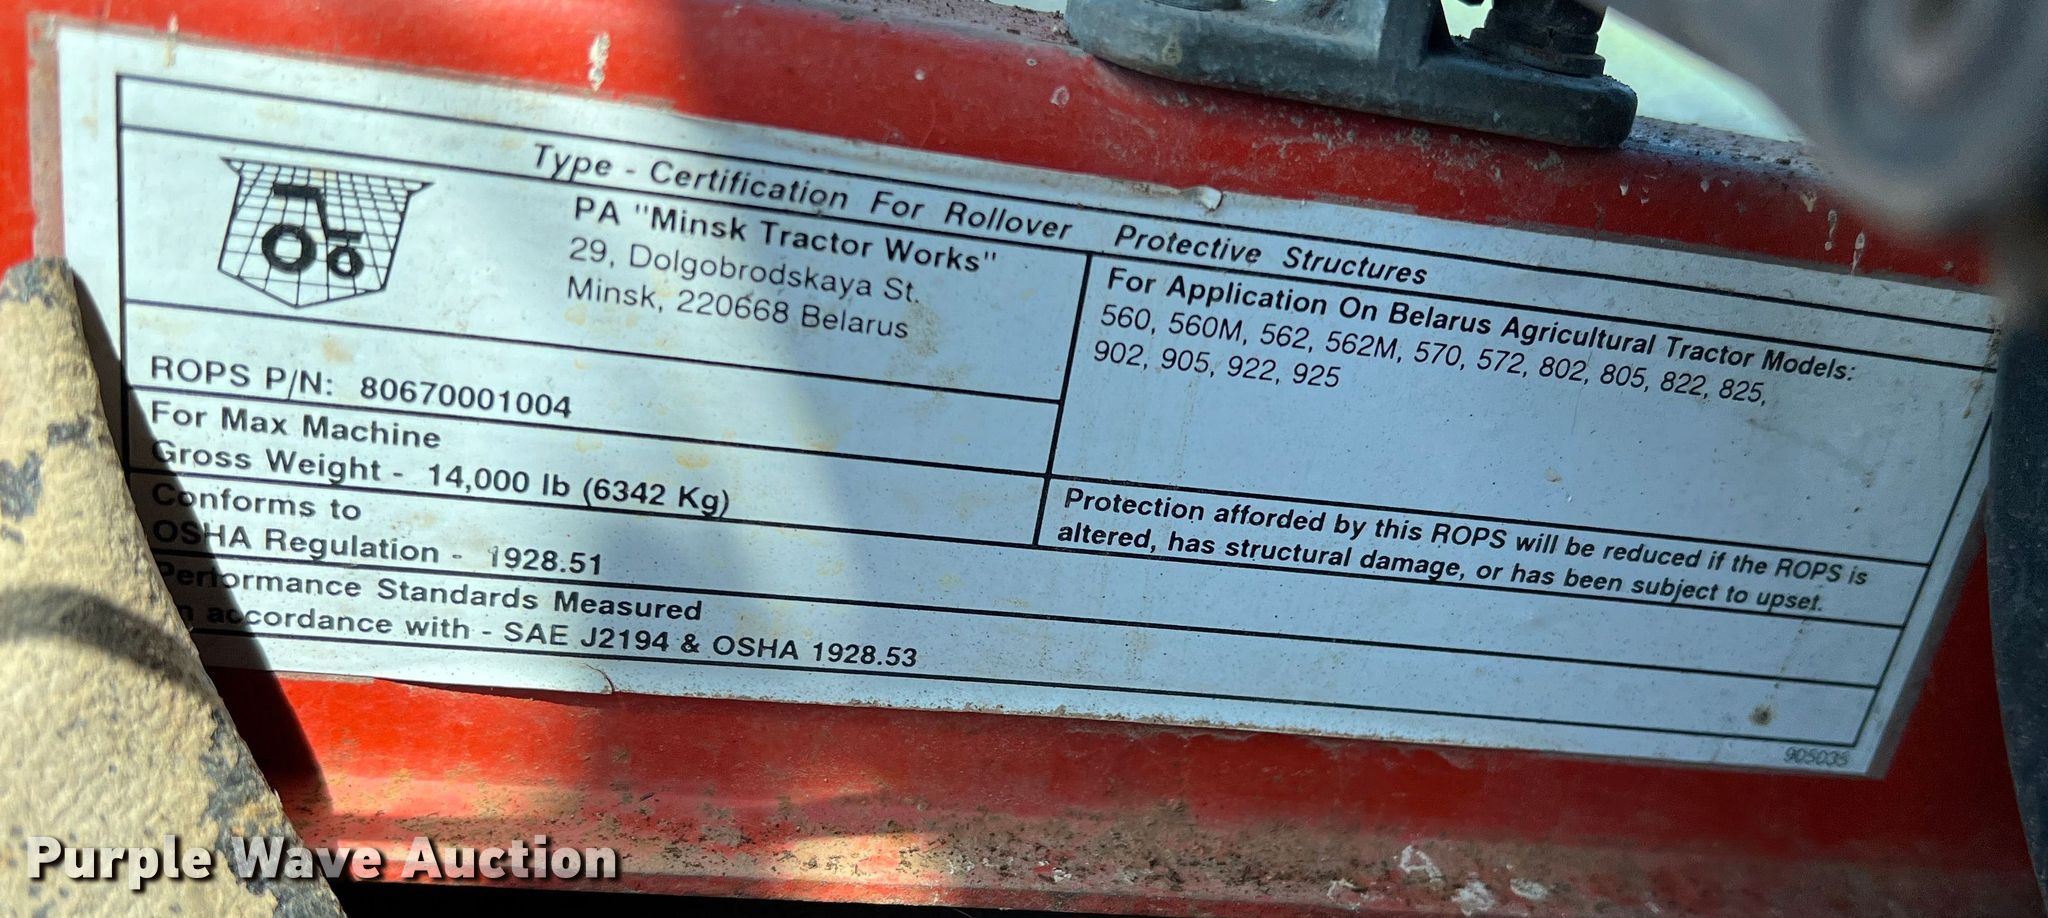 Type - Certification For Rollover Protective Structures
PA "Minsk Tractor Works"
29, Dolgobrodskaya St.
Minsk, 220668 Belarus
ROPS P/N: 80670001004
For Max Machine
Gross Weight - 14,000 lb (6342 Kg)
Conforms to
OSHA Regulation - 1928.51
Performance Standards Measured
In accordance with - SAE J2194 & OSHA 1928.53
For Application On Belarus Agricultural Tractor Models:
560, 560M, 562, 562M, 570, 572, 802, 805, 822, 825,
902, 905, 922, 925
Protection afforded by this ROPS will be reduced if the ROPS is
altered, has structural damage, or has been subject to upset.
905035
Purple Wave Auction